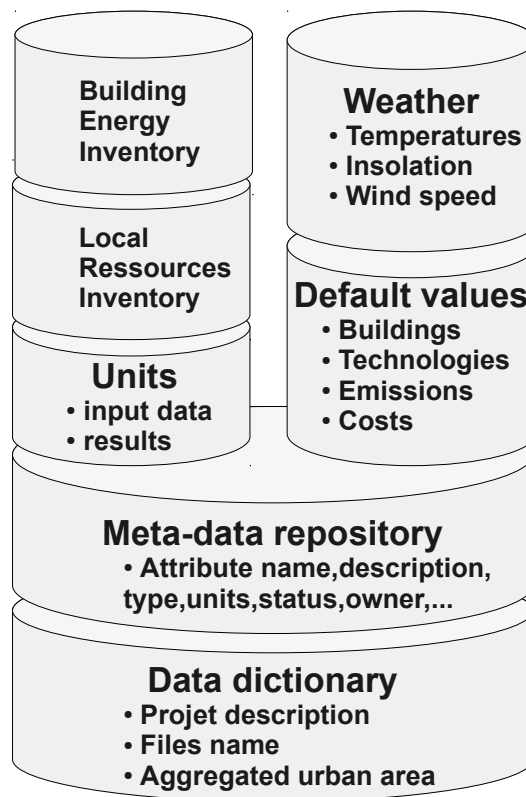 Building
Energy
Inventory
Local
Ressources
Inventory
Units
• input data
• results
Weather
• Temperatures
• Insolation
• Wind speed
Default values
• Buildings
• Technologies
• Emissions
• Costs
Meta-data repository
• Attribute name,description,
type,units,status,owner,...
Data dictionary
• Projet description
• Files name
• Aggregated urban area